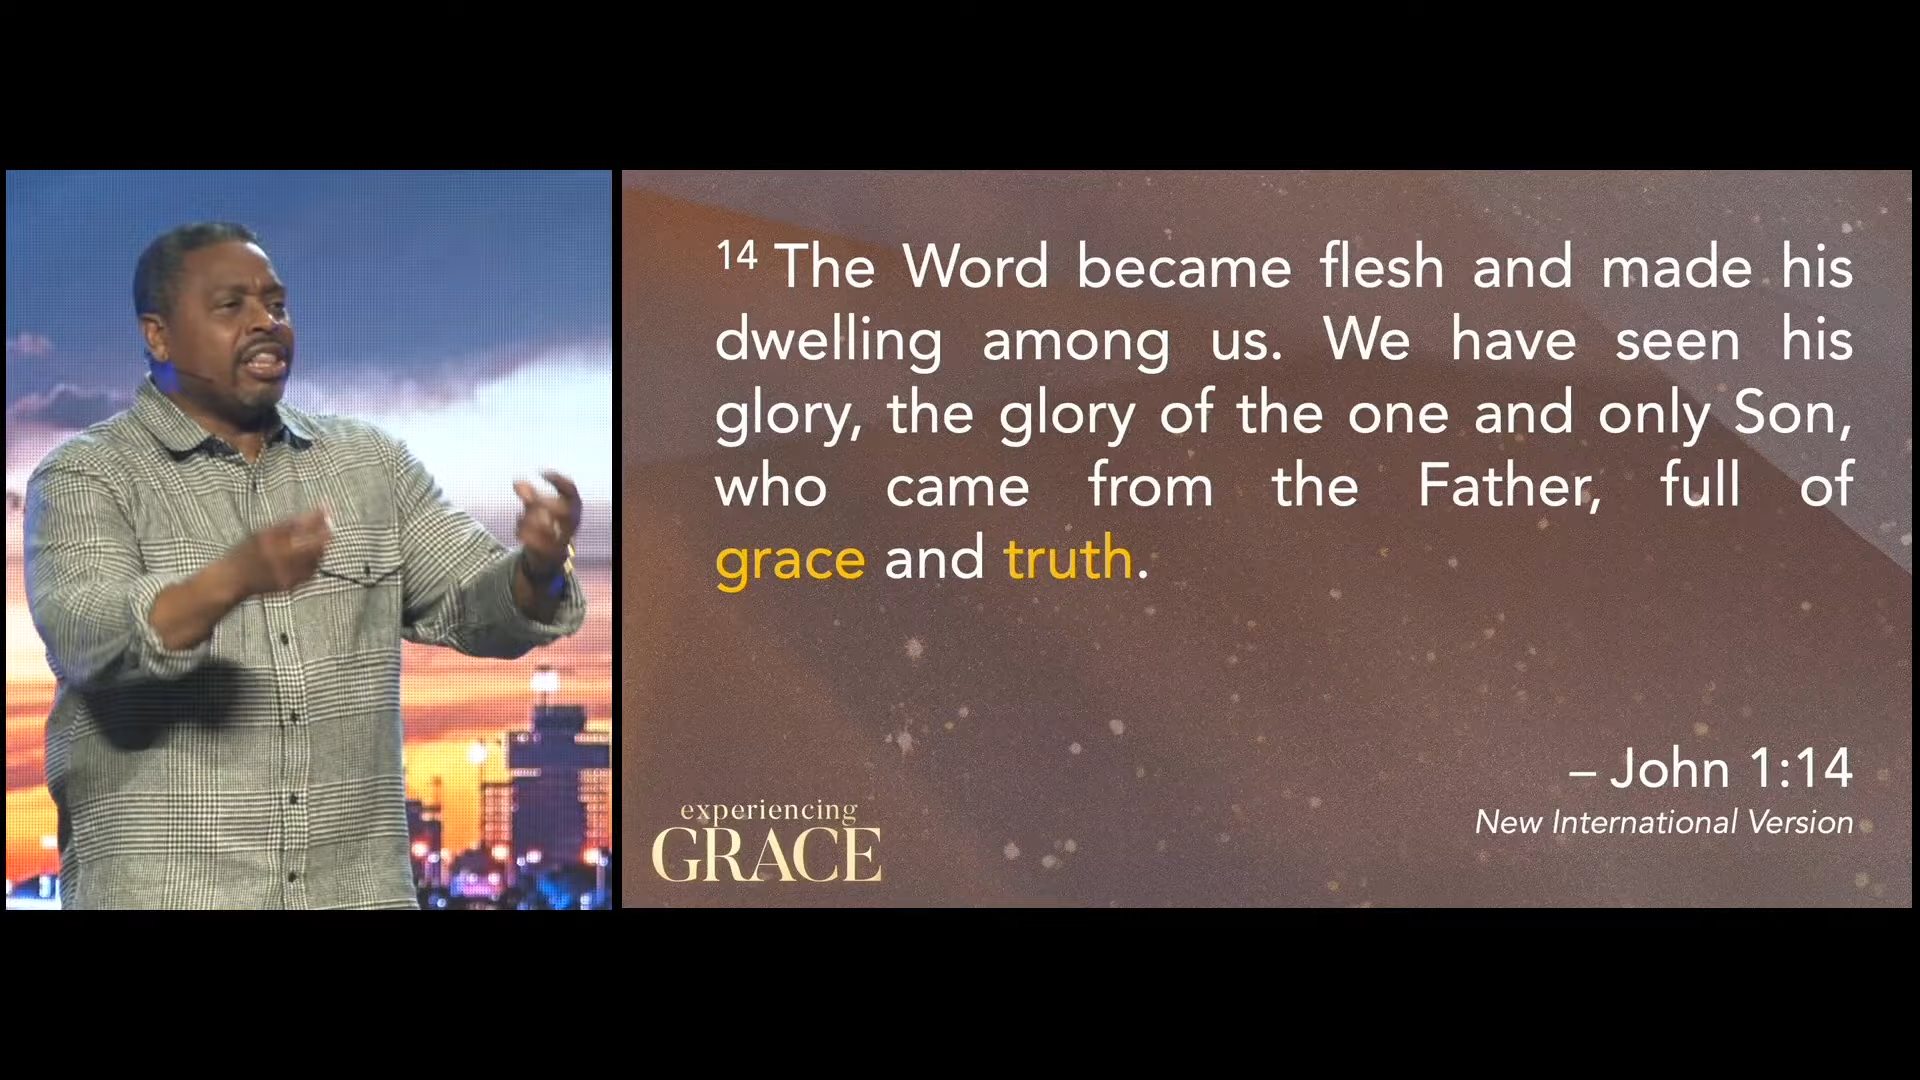 14 The Word became flesh and made his
dwelling among us. We have seen his
glory, the glory of the one and only Son,
who came from the Father, full of
grace and truth.
– John 1:14
New International Version
experiencing
GRACE